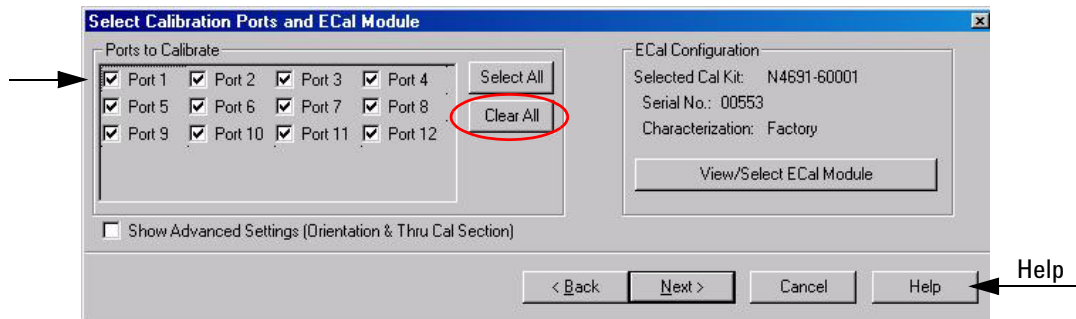 Select Calibration Ports and ECal Module
Ports to Calibrate
Port 1 Port 2 Port 3 Port 4
Port 5 Port 6 Port 7 Port 8
Port 9 Port 10 Port 11 Port 12
Select All
Clear All
Show Advanced Settings (Orientation & Thru Cal Section)
ECal Configuration
Selected Cal Kit: N4691-60001
Serial No.: 00553
Characterization: Factory
View/Select ECal Module
< Back Next > Cancel Help
Help